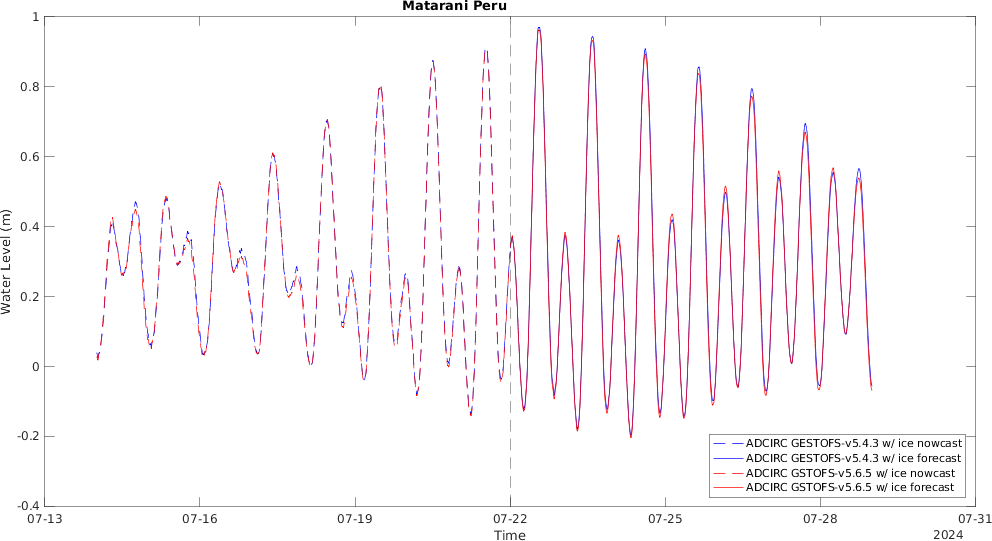 Matarani Peru
1
0.8
0.6
0.4
0.2
0
-0.2
-0.4
Water Level (m)
ADCIRC GESTOFS-v5.4.3 w/ ice nowcast
ADCIRC GESTOFS-v5.4.3 w/ ice forecast
ADCIRC GSTOFS-v5.6.5 w/ ice nowcast
ADCIRC GSTOFS-v5.6.5 w/ ice forecast
07-13 07-16 07-19 07-22 07-25 07-28 07-31
Time
2024